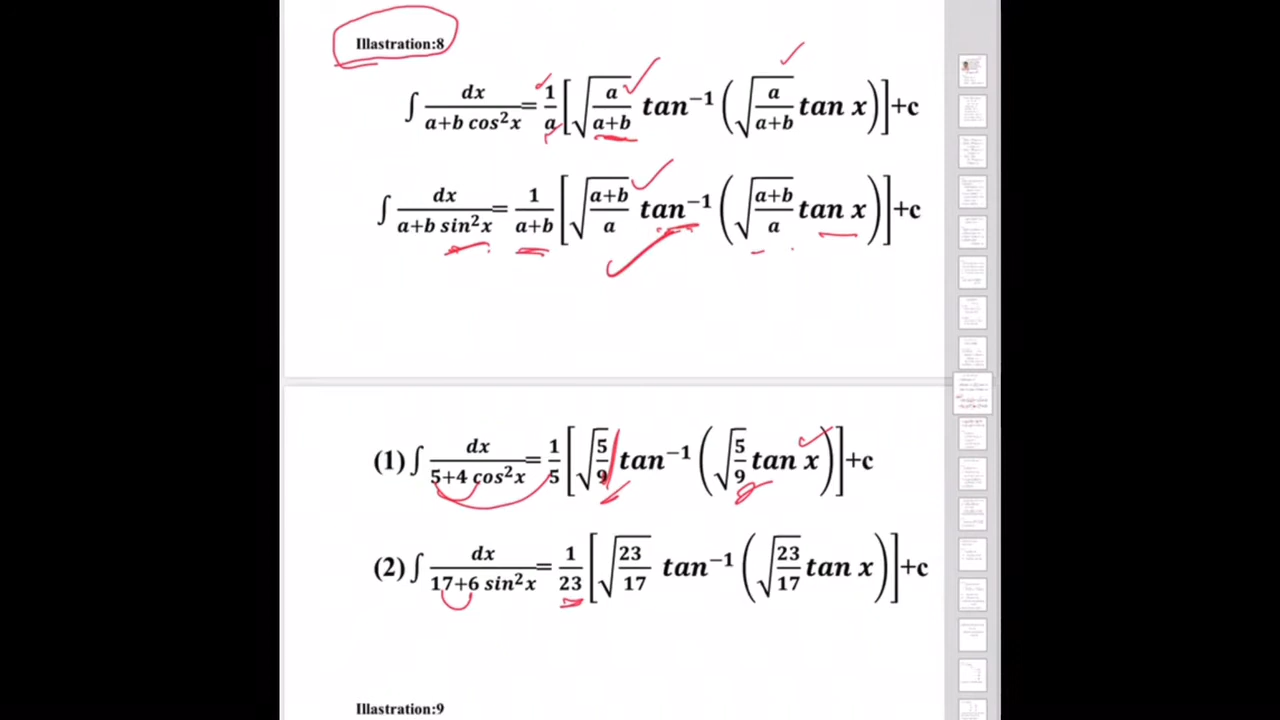 Illastration:8
∫ dx/(a+b cos²x) = 1/a [√(a/(a+b)) tan⁻¹ (√(a/(a+b)) tan x)]+c
∫ dx/(a+b sin²x) = 1/(a+b) [√((a+b)/a) tan⁻¹ (√((a+b)/a) tan x)]+c
(1) ∫ dx/(5+4 cos²x) = 1/5 [√(5/9) tan⁻¹ (√(5/9) tan x)]+c
(2) ∫ dx/(17+6 sin²x) = 1/23 [√(23/17) tan⁻¹ (√(23/17) tan x)]+c
Illastration:9